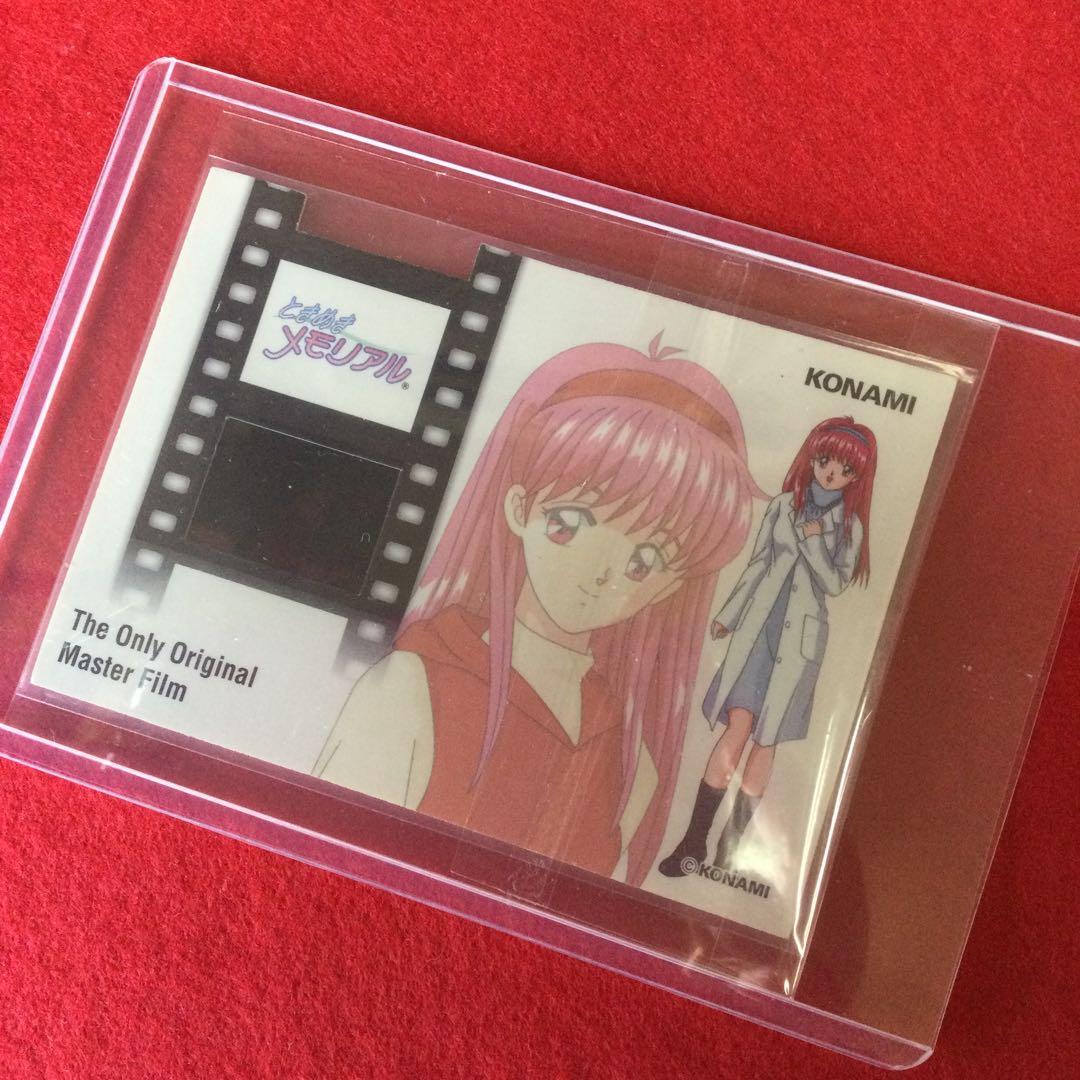 ときめき
メモリアル®
KONAMI
The Only Original
Master Film
©KONAMI